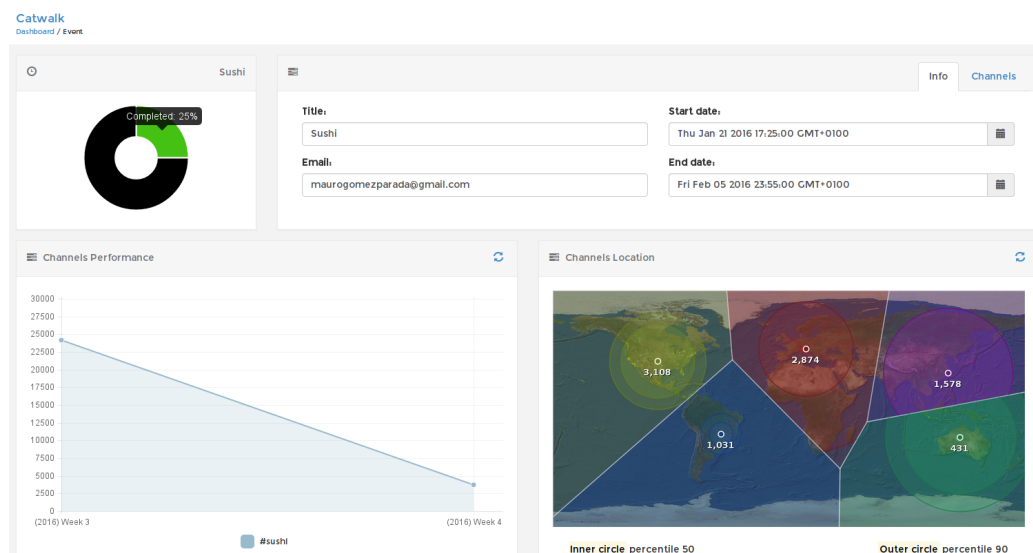 Catwalk
Dashboard / Event
Sushi
Completed: 25%
Info
Channels
Title:
Sushi
Start date:
Thu Jan 21 2016 17:25:00 GMT+0100
Email:
maurogomezparada@gmail.com
End date:
Fri Feb 05 2016 23:55:00 GMT+0100
Channels Performance
30000
27500
25000
22500
20000
17500
15000
12500
10000
7500
5000
2500
0
(2016) Week 3
(2016) Week 4
#sushi
Channels Location
3,108
2,874
1,578
1,031
431
Inner circle percentile 50
Outer circle percentile 90